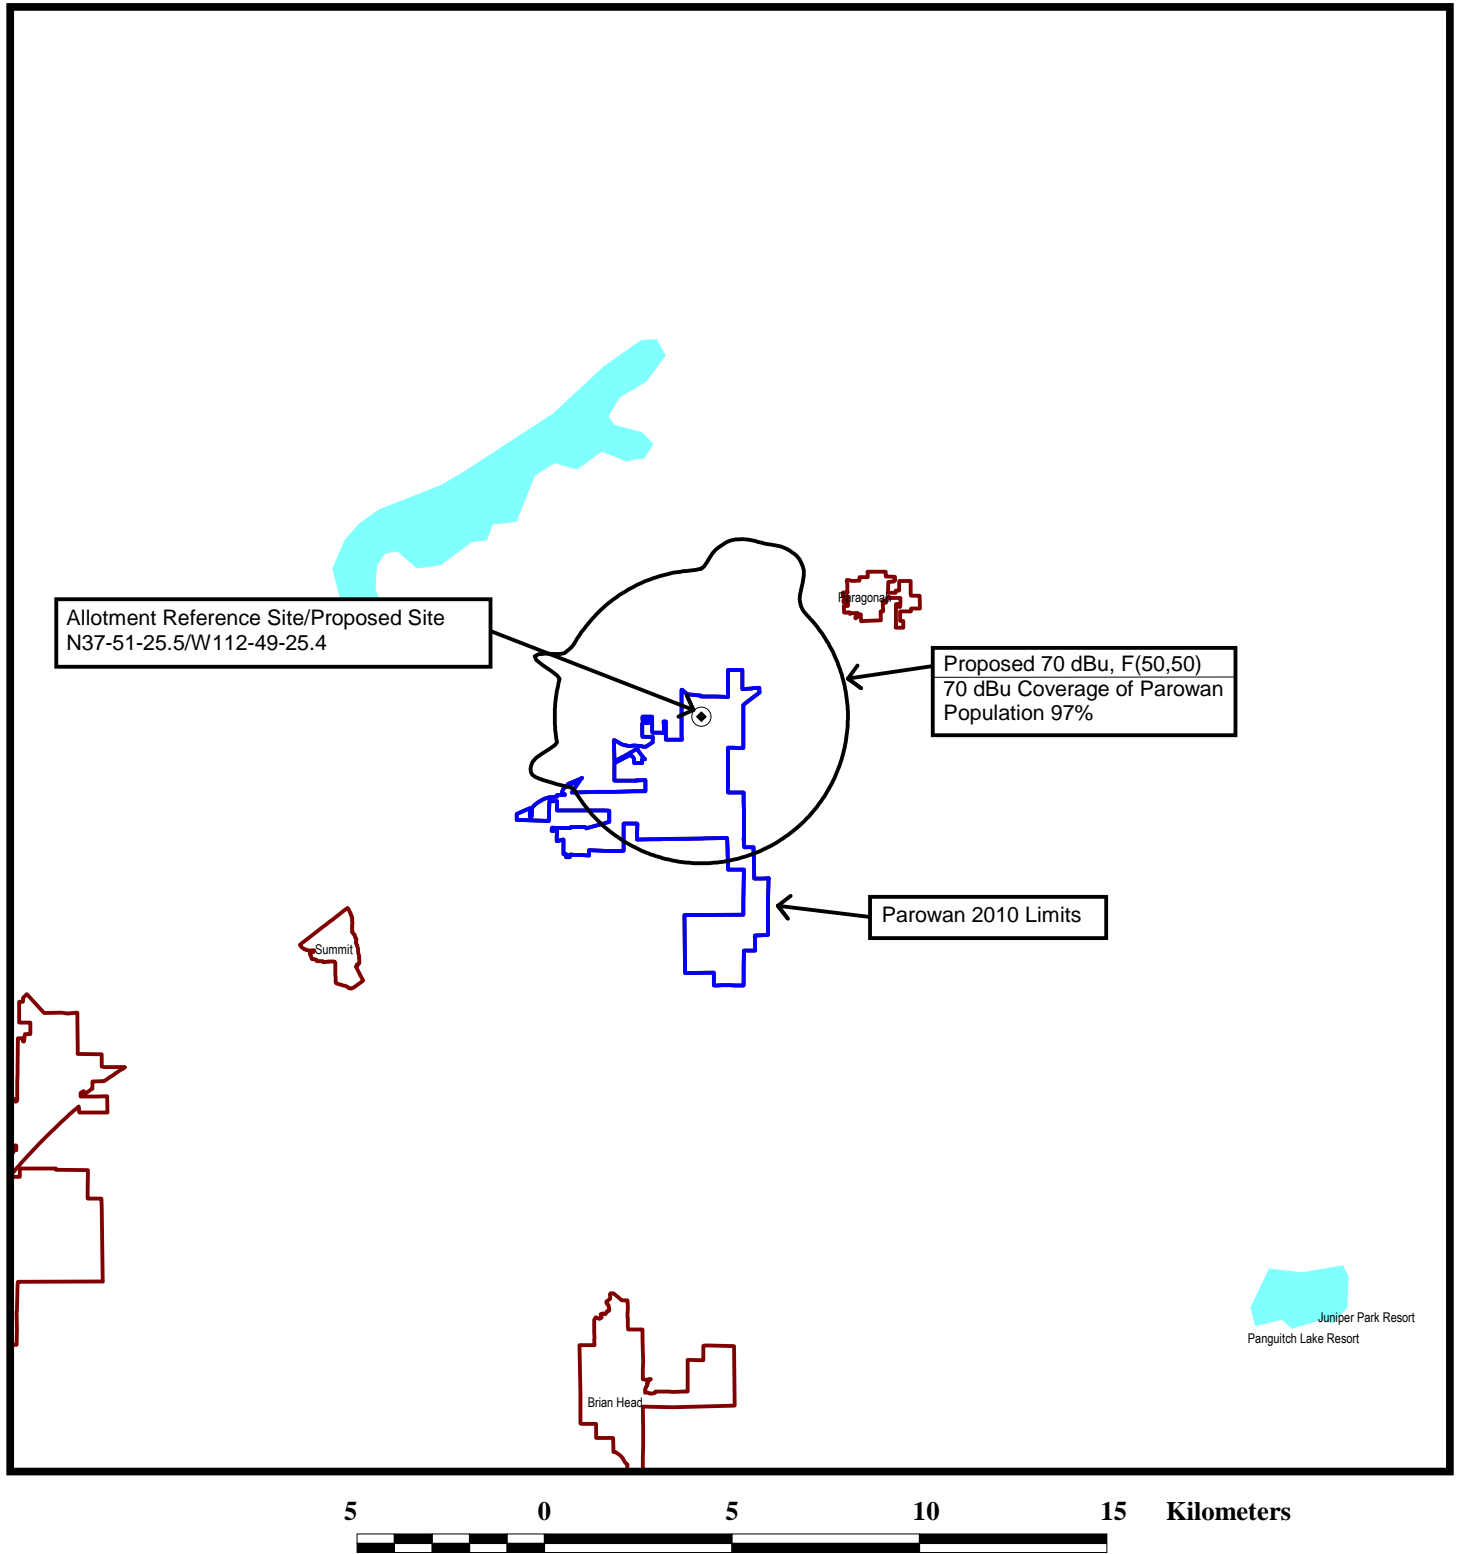 Allotment Reference Site/Proposed Site
N37-51-25.5/W112-49-25.4
Paragonah
Proposed 70 dBu, F(50,50)
70 dBu Coverage of Parowan
Population 97%
Parowan 2010 Limits
Summit
Juniper Park Resort
Panguitch Lake Resort
Brian Head
5 0 5 10 15 Kilometers